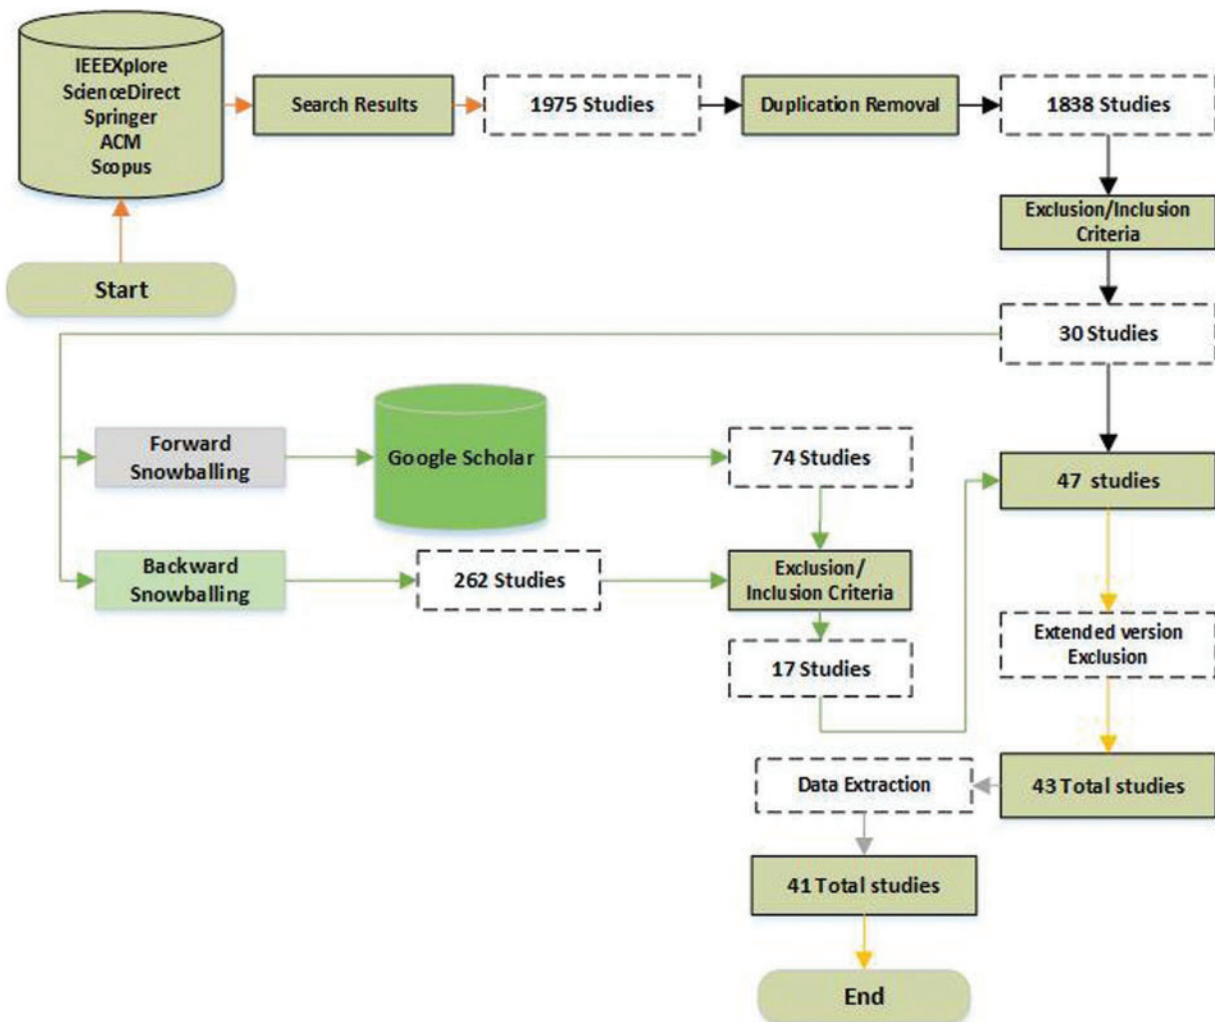 IEEEXplore
ScienceDirect
Springer
ACM
Scopus
Search Results
1975 Studies
Duplication Removal
1838 Studies
Exclusion/Inclusion
Criteria
Start
30 Studies
Forward
Snowballing
Google Scholar
74 Studies
47 studies
Backward
Snowballing
262 Studies
Exclusion/
Inclusion Criteria
17 Studies
Extended version
Exclusion
43 Total studies
Data Extraction
41 Total studies
End